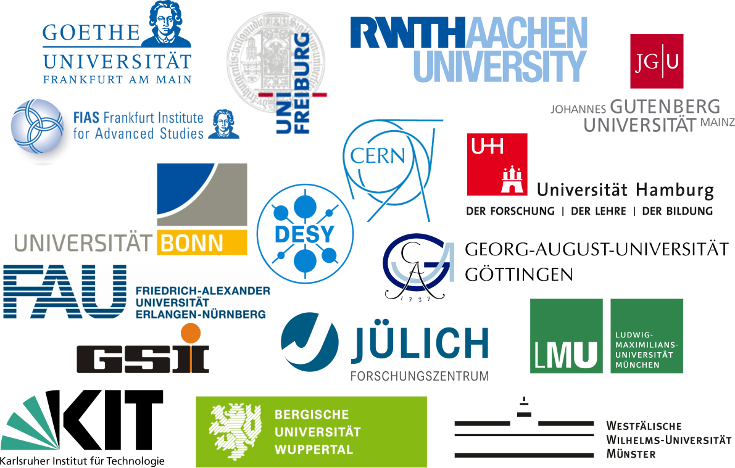 GOETHE
UNIVERSITÄT
FRANKFURT AM MAIN
UNI
FREIBURG
RWTHAACHEN
UNIVERSITY
JG|U
JOHANNES GUTENBERG
UNIVERSITÄT MAINZ
FIAS Frankfurt Institute
for Advanced Studies
CERN
UH
Universität Hamburg
DER FORSCHUNG | DER LEHRE | DER BILDUNG
UNIVERSITÄT BONN
DESY
GAU
1737
GEORG-AUGUST-UNIVERSITÄT
GÖTTINGEN
FAU
FRIEDRICH-ALEXANDER
UNIVERSITÄT
ERLANGEN-NÜRNBERG
GSI
JÜLICH
FORSCHUNGSZENTRUM
LMU
LUDWIG-
MAXIMILIANS-
UNIVERSITÄT
MÜNCHEN
KIT
Karlsruher Institut für Technologie
BERGISCHE
UNIVERSITÄT
WUPPERTAL
WESTFÄLISCHE
WILHELMS-UNIVERSITÄT
MÜNSTER